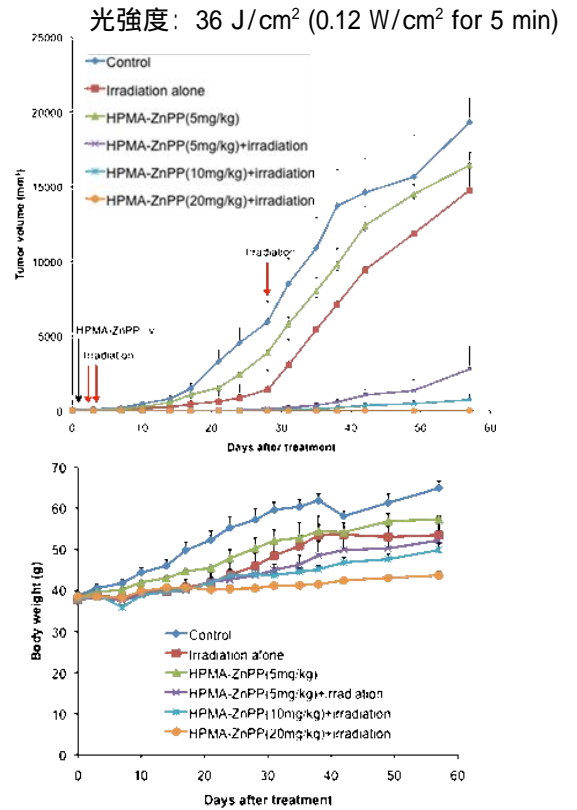 光強度: 36 J/cm² (0.12 W/cm² for 5 min)
25000
20000
15000
10000
5000
0
Tumor volume (mm³)
Control
Irradiation alone
HPMA-ZnPP(5mg/kg)
HPMA-ZnPP(5mg/kg)+irradiation
HPMA-ZnPP(10mg/kg)+irradiation
HPMA-ZnPP(20mg/kg)+irradiation
Irradiation
HPMA-ZnPP
Irradiation
0 10 20 30 40 50 60
Days after treatment
70
60
50
40
30
20
10
0
Body weight (g)
Control
Irradiation alone
HPMA-ZnPP(5mg/kg)
HPMA-ZnPP(5mg/kg)+irradiation
HPMA-ZnPP(10mg/kg)+irradiation
HPMA-ZnPP(20mg/kg)+irradiation
0 10 20 30 40 50 60
Days after treatment